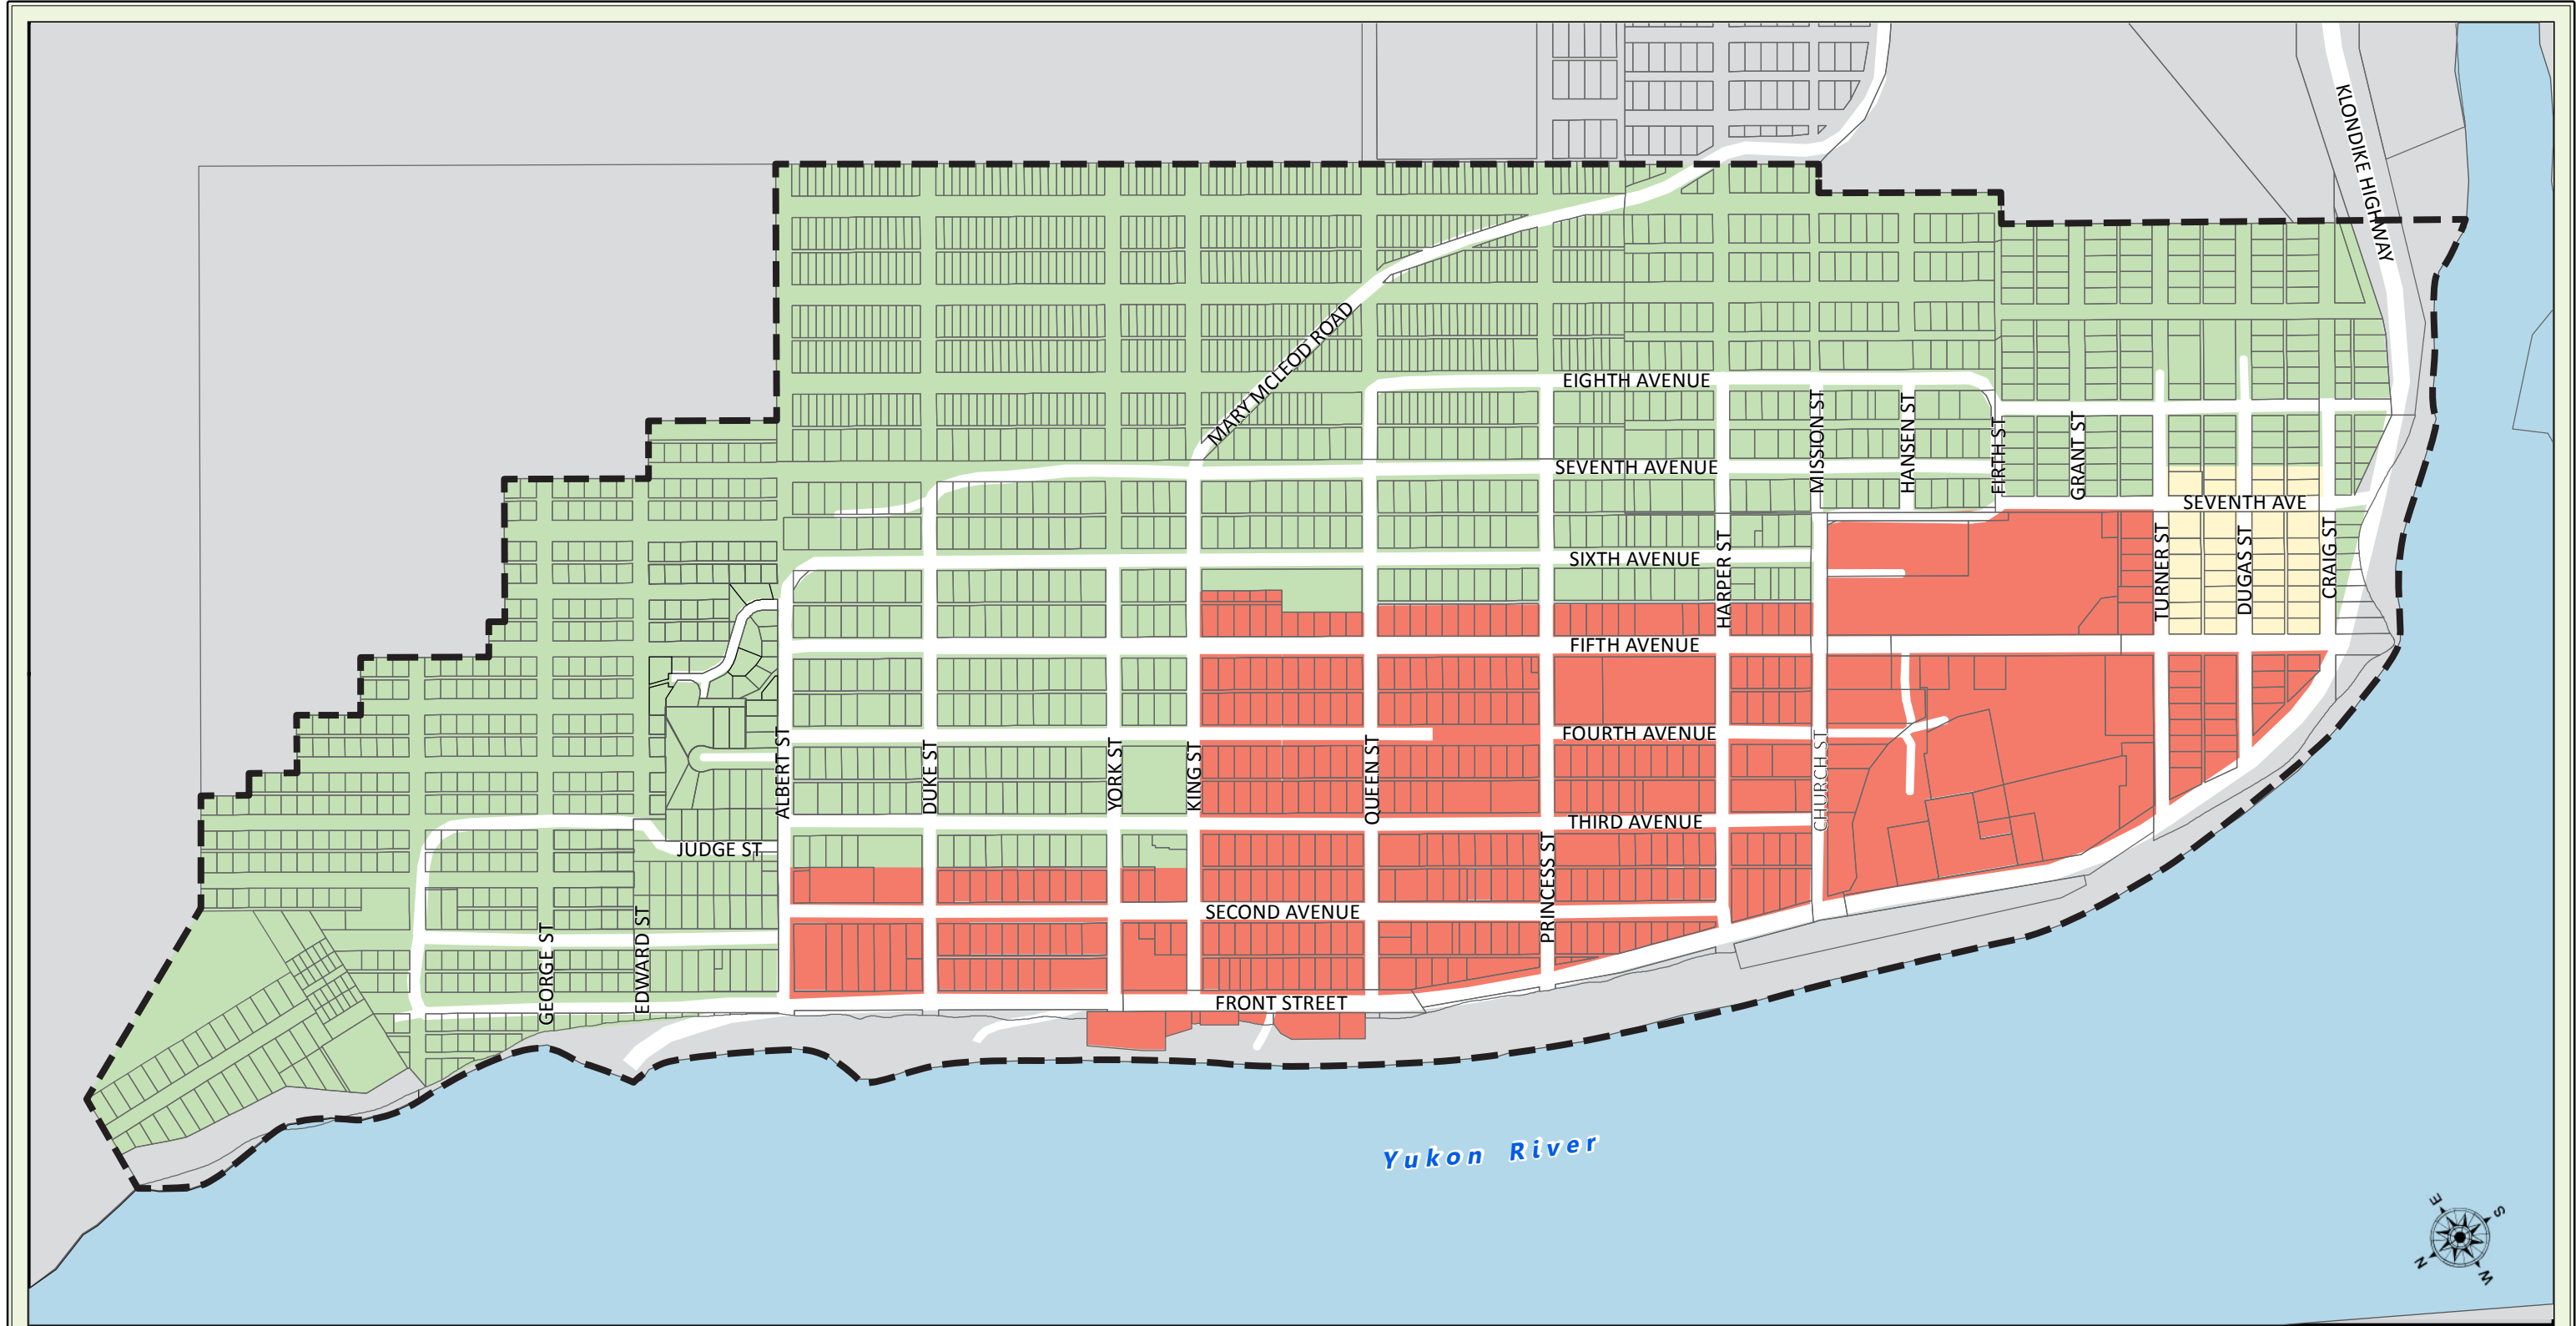 KLONDIKE HIGHWAY
MARY MCLEOD ROAD
EIGHTH AVENUE
SEVENTH AVENUE
MISSION ST
HANSEN ST
FIRTH ST
GRANT ST
SEVENTH AVE
SIXTH AVENUE
HARPER ST
TURNER ST
DUGAS ST
CRAIG ST
FIFTH AVENUE
FOURTH AVENUE
ALBERT ST
DUKE ST
YORK ST
KING ST
QUEEN ST
CHURCH ST
THIRD AVENUE
JUDGE ST
PRINCESS ST
SECOND AVENUE
GEORGE ST
EDWARD ST
FRONT STREET
Yukon River
E
S
N
W